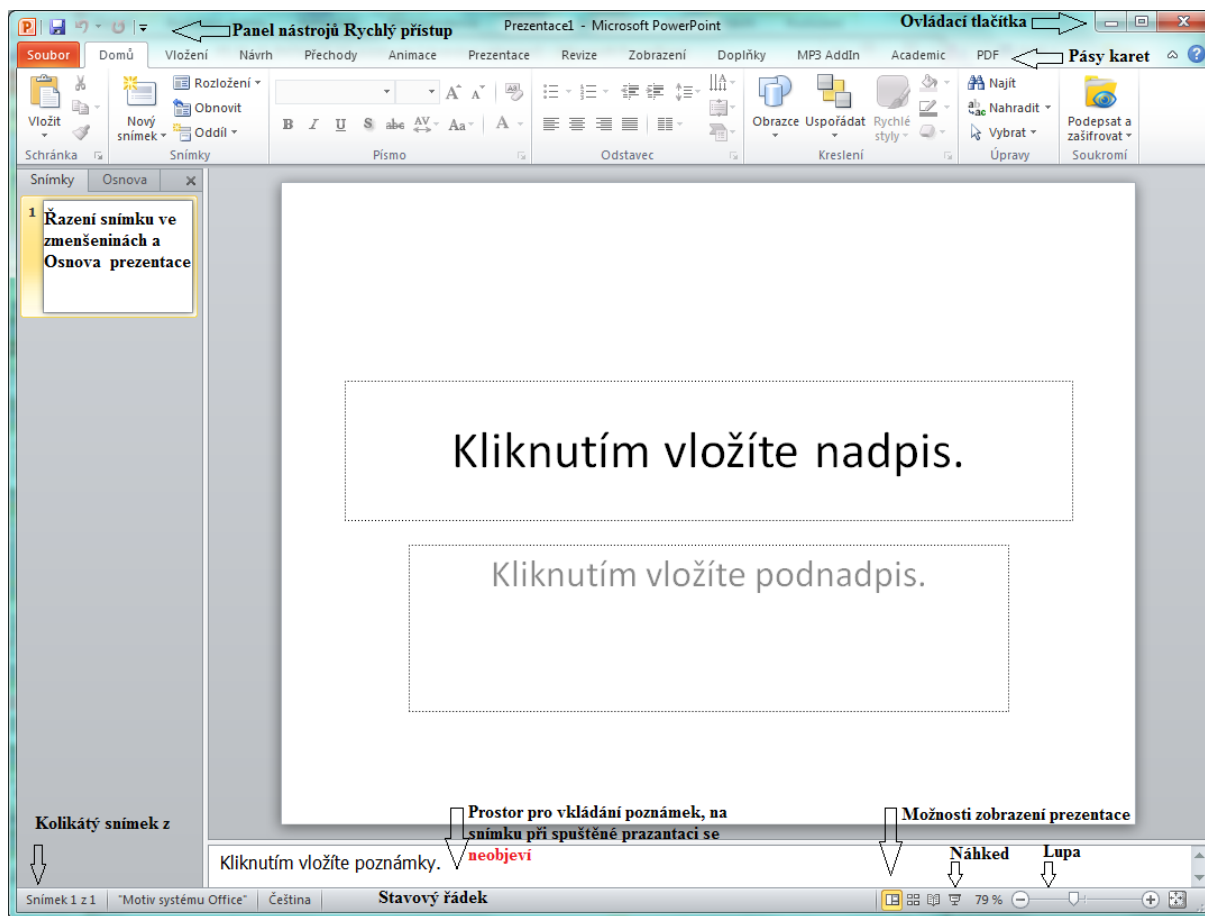 Panel nástrojů Rychlý přístup
Prezentace1 - Microsoft PowerPoint
Ovládací tlačítka
Soubor Domů Vložení Návrh Přechody Animace Prezentace Revize Zobrazení Doplňky MP3 AddIn Academic PDF
Pásy karet
Vložit
Schránka
Nový
snímek
Rozložení
Obnovit
Oddíl
Snímky
B I U S abc AV Aa A
Písmo
Odstavec
Obrazce Uspořádat Rychlé
styly
Kreslení
Najít
Nahradit
Vybrat
Úpravy
Podepsat a
zašifrovat
Soukromí
Snímky Osnova
1
Řazení snímku ve
zmenšeninách a
Osnova prezentace
Kliknutím vložíte nadpis.
Kliknutím vložíte podnadpis.
Kolikátý snímek z
Prostor pro vkládání poznámek, na
snímku při spuštěné prazantaci se
neobjeví
Možnosti zobrazení prezentace
Kliknutím vložíte poznámky.
Náhked
Lupa
Snímek 1 z 1 "Motiv systému Office" Čeština
Stavový řádek
79 %